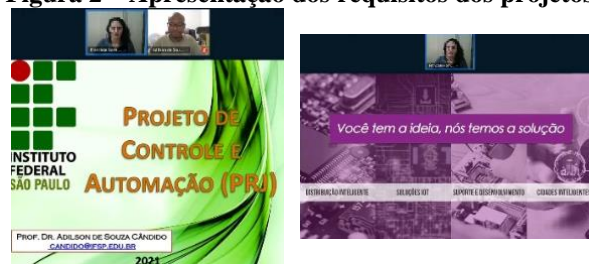 Figura 2 – Apresentação dos requisitos dos projetos
PROJETO DE
CONTROLE E
AUTOMAÇÃO (PRJ)
INSTITUTO
FEDERAL
SÃO PAULO
PROF. DR. ADILSON DE SOUZA CÂNDIDO
CANDIDO@IFSP.EDU.BR
2021
Você tem a ideia, nós temos a solução
DISTRIBUIÇÃO INTELIGENTE
SOLUÇÕES IOT
SUPORTE E DESENVOLVIMENTO
CIDADES INTELIGENTES